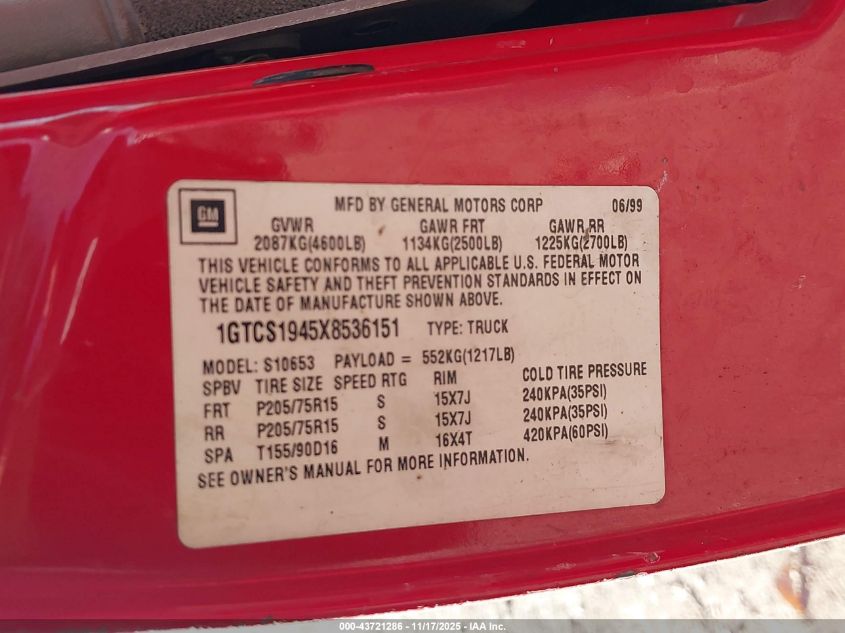 GM
MFD BY GENERAL MOTORS CORP 06/99
GVWR GAWR FRT GAWR RR
2087KG(4600LB) 1134KG(2500LB) 1225KG(2700LB)
THIS VEHICLE CONFORMS TO ALL APPLICABLE U.S. FEDERAL MOTOR
VEHICLE SAFETY AND THEFT PREVENTION STANDARDS IN EFFECT ON
THE DATE OF MANUFACTURE SHOWN ABOVE.
1GTCS1945X8536151 TYPE: TRUCK
MODEL: S10653 PAYLOAD = 552KG(1217LB)
SPBV TIRE SIZE SPEED RTG RIM COLD TIRE PRESSURE
FRT P205/75R15 S 15X7J 240KPA(35PSI)
RR P205/75R15 S 15X7J 240KPA(35PSI)
SPA T155/90D16 M 16X4T 420KPA(60PSI)
SEE OWNER'S MANUAL FOR MORE INFORMATION.
000-43721286 - 11/17/2025 - IAA Inc.